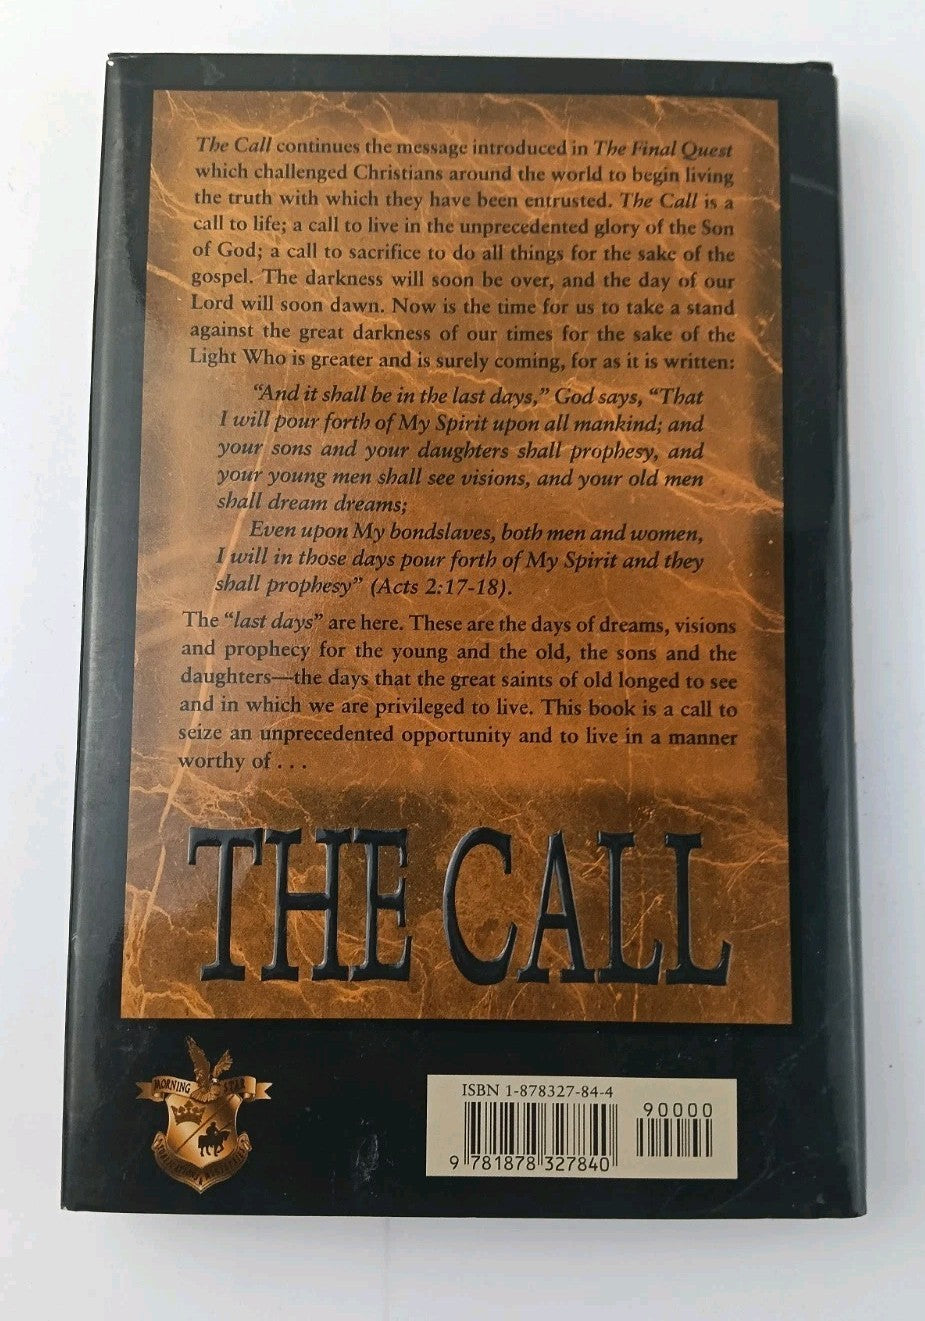 The Call continues the message introduced in The Final Quest
which challenged Christians around the world to begin living
the truth with which they have been entrusted. The Call is a
call to life; a call to live in the unprecedented glory of the Son
of God; a call to sacrifice to do all things for the sake of the
gospel. The darkness will soon be over, and the day of our
Lord will soon dawn. Now is the time for us to take a stand
against the great darkness of our times for the sake of the
Light Who is greater and is surely coming, for as it is written:
“And it shall be in the last days,” God says, “That
I will pour forth of My Spirit upon all mankind; and
your sons and your daughters shall prophesy, and
your young men shall see visions, and your old men
shall dream dreams;
Even upon My bondslaves, both men and women,
I will in those days pour forth of My Spirit and they
shall prophesy” (Acts 2:17-18).
The “last days” are here. These are the days of dreams, visions
and prophecy for the young and the old, the sons and the
daughters—the days that the great saints of old longed to see
and in which we are privileged to live. This book is a call to
seize an unprecedented opportunity and to live in a manner
worthy of . . .
THE CALL
MORNING STAR
ISBN 1-878327-84-4
90000
9 781878 327840